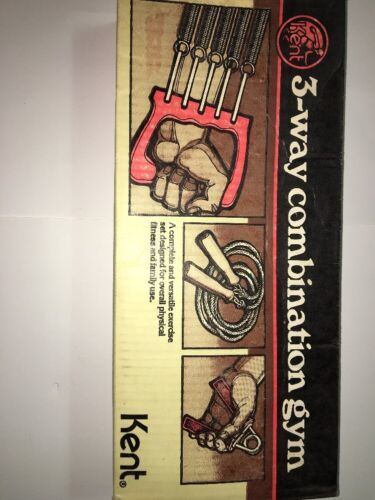 Kent
3-way combination gym
A complete and versatile exercise
set designed for overall physical
fitness and family use.
Kent®